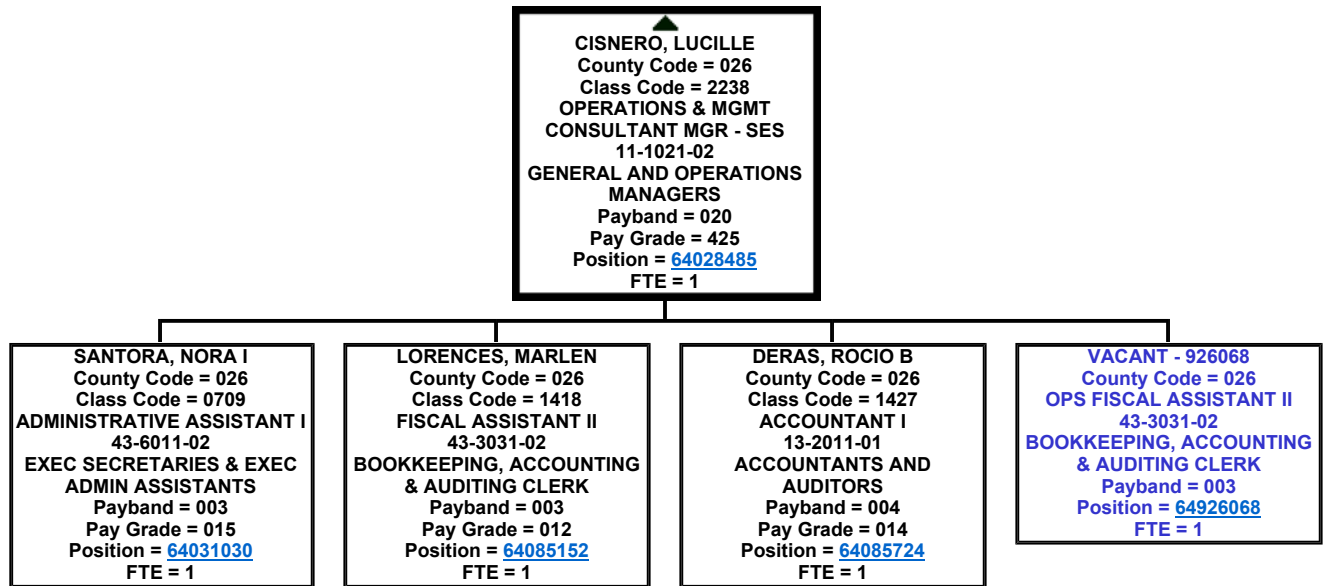 CISNERO, LUCILLE
County Code = 026
Class Code = 2238
OPERATIONS & MGMT
CONSULTANT MGR - SES
11-1021-02
GENERAL AND OPERATIONS
MANAGERS
Payband = 020
Pay Grade = 425
Position = 64028485
FTE = 1
SANTORA, NORA I
County Code = 026
Class Code = 0709
ADMINISTRATIVE ASSISTANT I
43-6011-02
EXEC SECRETARIES & EXEC
ADMIN ASSISTANTS
Payband = 003
Pay Grade = 015
Position = 64031030
FTE = 1
LORENCES, MARLEN
County Code = 026
Class Code = 1418
FISCAL ASSISTANT II
43-3031-02
BOOKKEEPING, ACCOUNTING
& AUDITING CLERK
Payband = 003
Pay Grade = 012
Position = 64085152
FTE = 1
DERAS, ROCIO B
County Code = 026
Class Code = 1427
ACCOUNTANT I
13-2011-01
ACCOUNTANTS AND
AUDITORS
Payband = 004
Pay Grade = 014
Position = 64085724
FTE = 1
VACANT - 926068
County Code = 026
OPS FISCAL ASSISTANT II
43-3031-02
BOOKKEEPING, ACCOUNTING
& AUDITING CLERK
Payband = 003
Position = 64926068
FTE = 1